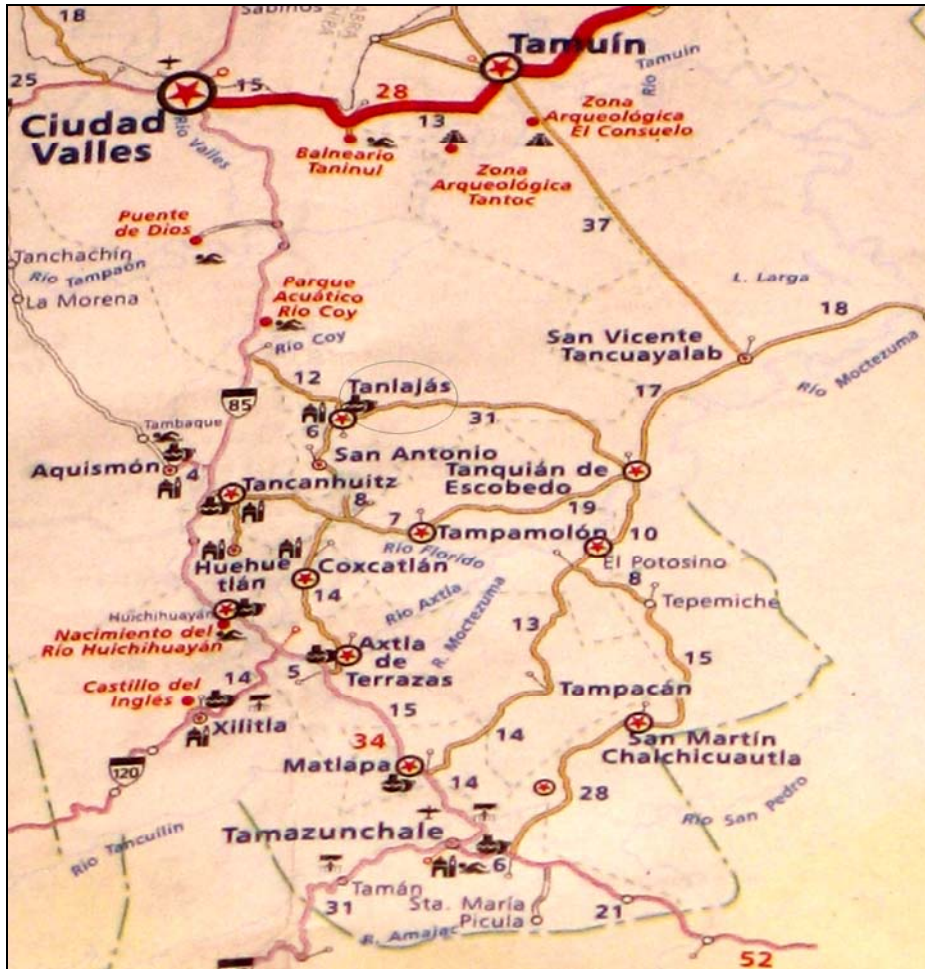 18
Sabinos
25
15
28
Tamuín
Río Tamuín
Ciudad
Valles
Río Valles
13
Zona
Arqueológica
El Consuelo
Balneario
Taninul
Zona
Arqueológica
Tantoc
Puente
de Dios
37
Tanchachín
Río Tampaón
La Morena
Parque
Acuático
Río Coy
L. Larga
18
Río Coy
San Vicente
Tancuayalab
Río Moctezuma
12
Tanlajás
17
85
31
6
Tambaque
Aquismón
4
San Antonio
Tanquián de
Escobedo
Tancanhuitz
8
7
19
Tampamolón
10
Río Florido
Huehue
tlán
Coxcatlán
El Potosino
8
14
Tepemiche
Río Axtla
R. Moctezuma
Huichihuayán
13
Nacimiento del
Río Huichihuayán
Axtla
de
Terrazas
5
15
14
Castillo del
Inglés
Tampacán
15
Xilitla
34
14
San Martín
Chalchicuautla
120
Matlapa
14
28
Río San Pedro
Tamazunchale
Río Tancuilín
6
Tamán
31
Sta. María
Picula
21
R. Amajac
52